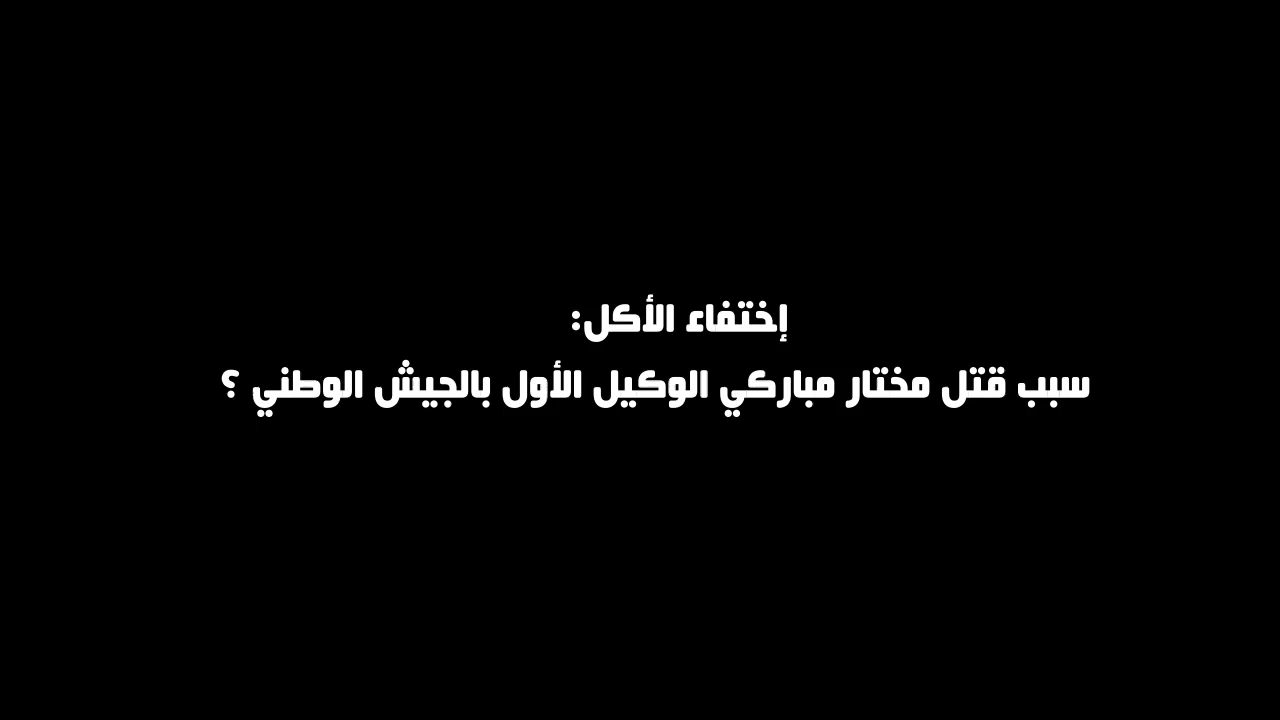 إختفاء الأكل:
سبب قتل مختار مباركي الوكيل الأول بالجيش الوطني ؟